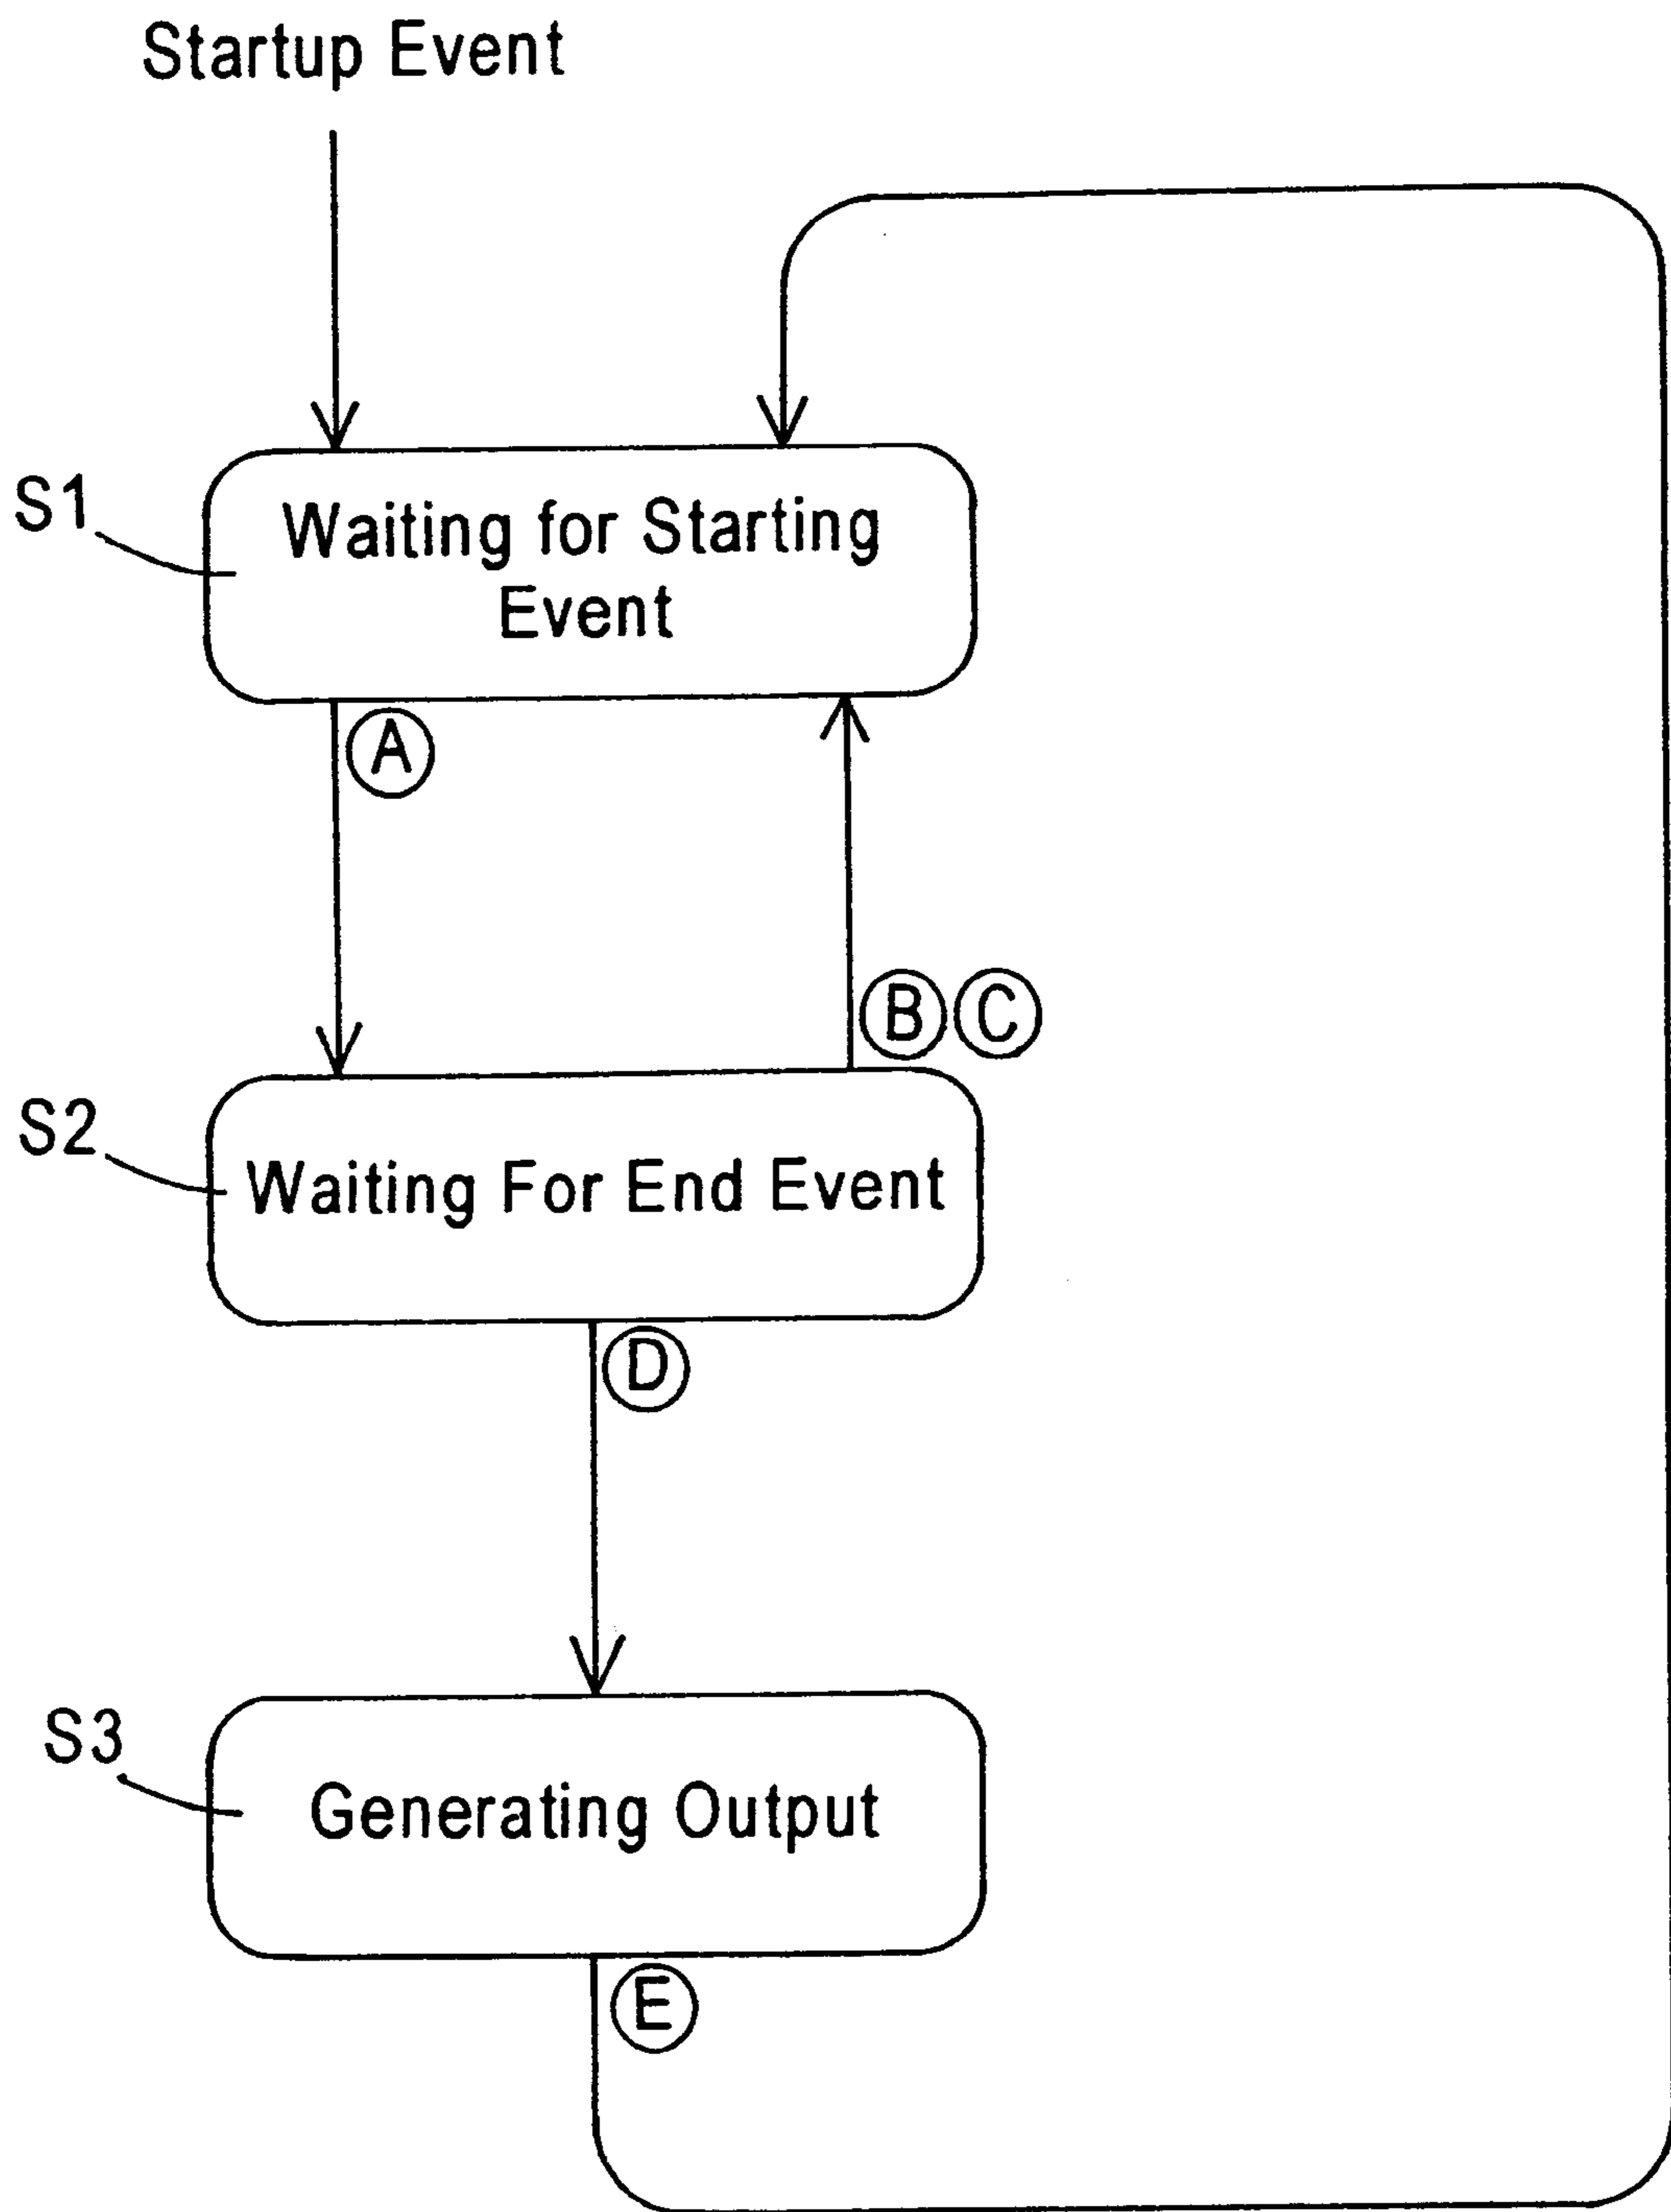 Startup Event
S1
Waiting for Starting
Event
A
B C
S2
Waiting For End Event
D
S3
Generating Output
E